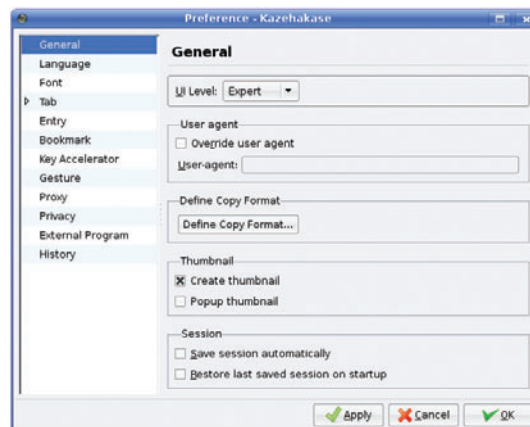 Preference - Kazehakase
General
Language
Font
Tab
Entry
Bookmark
Key Accelerator
Gesture
Proxy
Privacy
External Program
History
General
UI Level: Expert
User agent
Override user agent
User-agent:
Define Copy Format
Define Copy Format...
Thumbnail
Create thumbnail
Popup thumbnail
Session
Save session automatically
Restore last saved session on startup
Apply
Cancel
OK